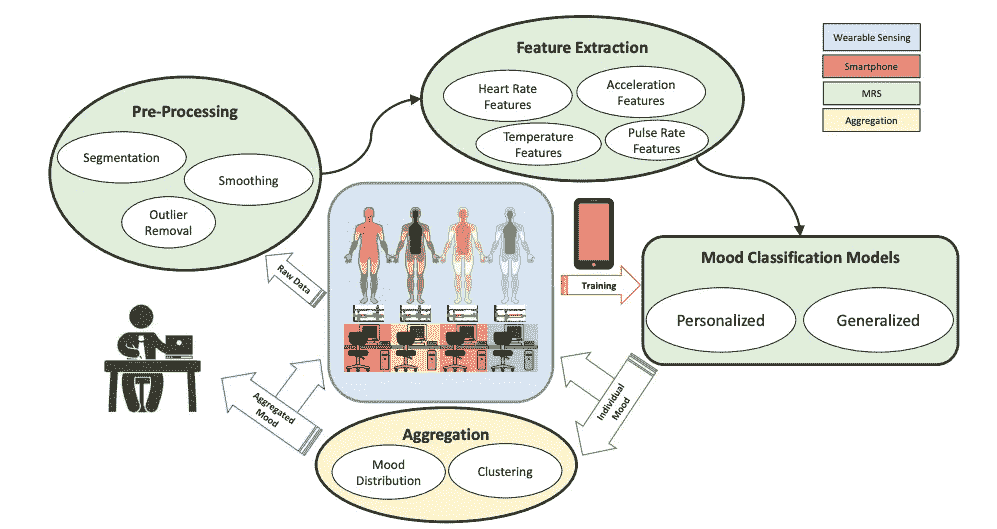 Feature Extraction
Heart Rate
Features
Acceleration
Features
Temperature
Features
Pulse Rate
Features
Wearable Sensing
Smartphone
MRS
Aggregation
Pre-Processing
Segmentation
Smoothing
Outlier
Removal
Raw Data
Training
Mood Classification Models
Personalized
Generalized
Individual
Mood
Aggregated
Mood
Aggregation
Mood
Distribution
Clustering